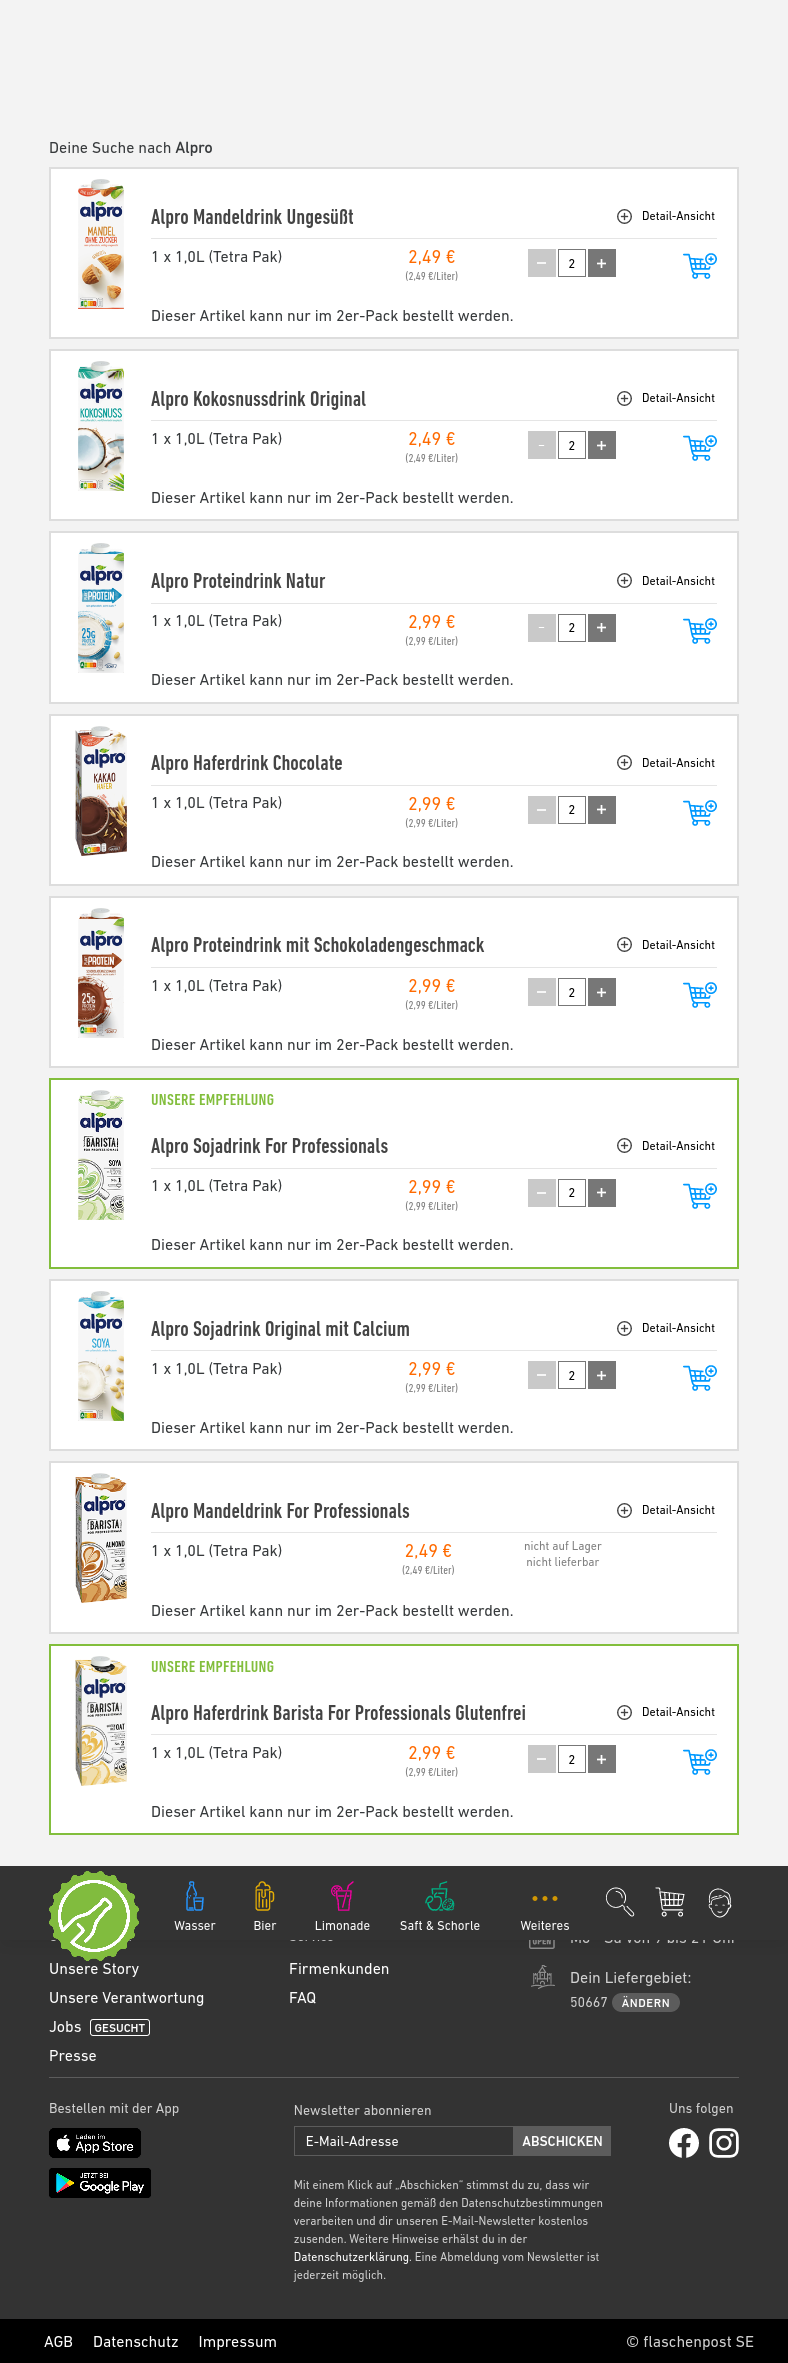 Deine Suche nach Alpro
alpro
MANDEL
OHNE ZUCKER
Alpro Mandeldrink Ungesüßt
Detail-Ansicht
1 x 1,0L (Tetra Pak)
2,49 €
(2,49 €/Liter)
2
Dieser Artikel kann nur im 2er-Pack bestellt werden.
alpro
KOKOSNUSS
Alpro Kokosnussdrink Original
Detail-Ansicht
1 x 1,0L (Tetra Pak)
2,49 €
(2,49 €/Liter)
2
Dieser Artikel kann nur im 2er-Pack bestellt werden.
alpro
PROTEIN
25G
PROTEIN
Alpro Proteindrink Natur
Detail-Ansicht
1 x 1,0L (Tetra Pak)
2,99 €
(2,99 €/Liter)
2
Dieser Artikel kann nur im 2er-Pack bestellt werden.
alpro
KAKAO
HAFER
Alpro Haferdrink Chocolate
Detail-Ansicht
1 x 1,0L (Tetra Pak)
2,99 €
(2,99 €/Liter)
2
Dieser Artikel kann nur im 2er-Pack bestellt werden.
alpro
PROTEIN
25G
PROTEIN
Alpro Proteindrink mit Schokoladengeschmack
Detail-Ansicht
1 x 1,0L (Tetra Pak)
2,99 €
(2,99 €/Liter)
2
Dieser Artikel kann nur im 2er-Pack bestellt werden.
UNSERE EMPFEHLUNG
alpro
BARISTA
FOR PROFESSIONALS
SOYA
Alpro Sojadrink For Professionals
Detail-Ansicht
1 x 1,0L (Tetra Pak)
2,99 €
(2,99 €/Liter)
2
Dieser Artikel kann nur im 2er-Pack bestellt werden.
alpro
SOYA
Alpro Sojadrink Original mit Calcium
Detail-Ansicht
1 x 1,0L (Tetra Pak)
2,99 €
(2,99 €/Liter)
2
Dieser Artikel kann nur im 2er-Pack bestellt werden.
alpro
BARISTA
FOR PROFESSIONALS
ALMOND
Alpro Mandeldrink For Professionals
Detail-Ansicht
1 x 1,0L (Tetra Pak)
2,49 €
(2,49 €/Liter)
nicht auf Lager
nicht lieferbar
Dieser Artikel kann nur im 2er-Pack bestellt werden.
UNSERE EMPFEHLUNG
alpro
BARISTA
FOR PROFESSIONALS
OAT
Alpro Haferdrink Barista For Professionals Glutenfrei
Detail-Ansicht
1 x 1,0L (Tetra Pak)
2,99 €
(2,99 €/Liter)
2
Dieser Artikel kann nur im 2er-Pack bestellt werden.
Wasser
Bier
Limonade
Saft & Schorle
Weiteres
Unsere Story
Unsere Verantwortung
Jobs GESUCHT
Presse
Firmenkunden
FAQ
OPEN
Dein Liefergebiet:
50667 ÄNDERN
Bestellen mit der App
Laden im
App Store
JETZT BEI
Google Play
Newsletter abonnieren
E-Mail-Adresse
ABSCHICKEN
Mit einem Klick auf „Abschicken“ stimmst du zu, dass wir
deine Informationen gemäß den Datenschutzbestimmungen
verarbeiten und dir unseren E-Mail-Newsletter kostenlos
zusenden. Weitere Hinweise erhälst du in der
Datenschutzerklärung. Eine Abmeldung vom Newsletter ist
jederzeit möglich.
Uns folgen
AGB
Datenschutz
Impressum
© flaschenpost SE